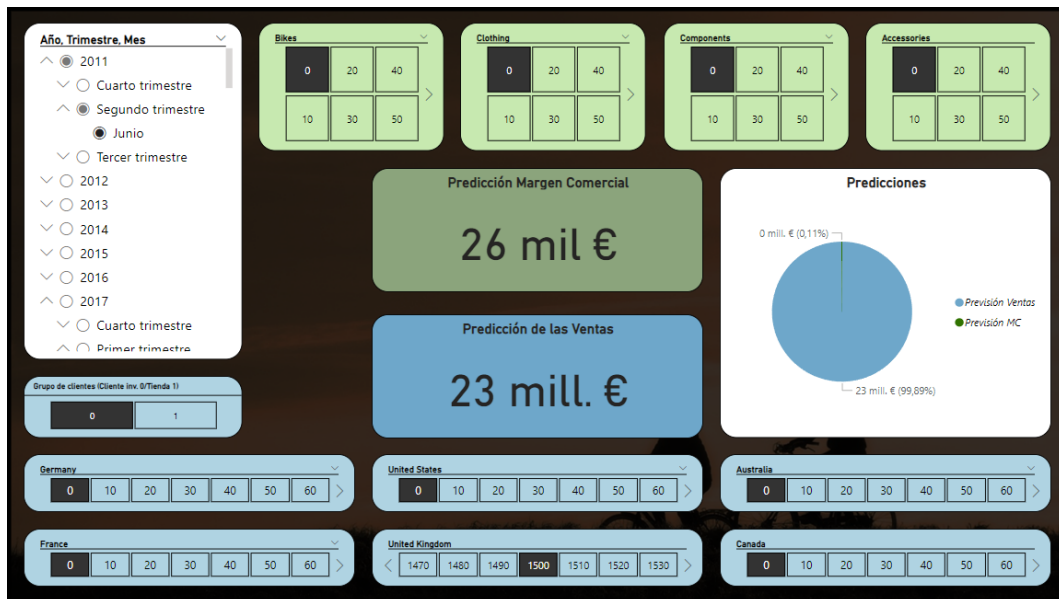 Año, Trimestre, Mes
2011
Cuarto trimestre
Segundo trimestre
Junio
Tercer trimestre
2012
2013
2014
2015
2016
2017
Cuarto trimestre
Primer trimestre
Bikes
0 20 40
10 30 50
Clothing
0 20 40
10 30 50
Components
0 20 40
10 30 50
Accessories
0 20 40
10 30 50
Predicción Margen Comercial
26 mil €
Predicción de las Ventas
23 mill. €
Predicciones
0 mill. € (0,11%)
Previsión Ventas
Previsión MC
23 mill. € (99,89%)
Grupo de clientes (Cliente inv. 0/Tienda 1)
0 1
Germany
0 10 20 30 40 50 60
United States
0 10 20 30 40 50 60
Australia
0 10 20 30 40 50 60
France
0 10 20 30 40 50 60
United Kingdom
1470 1480 1490 1500 1510 1520 1530
Canada
0 10 20 30 40 50 60